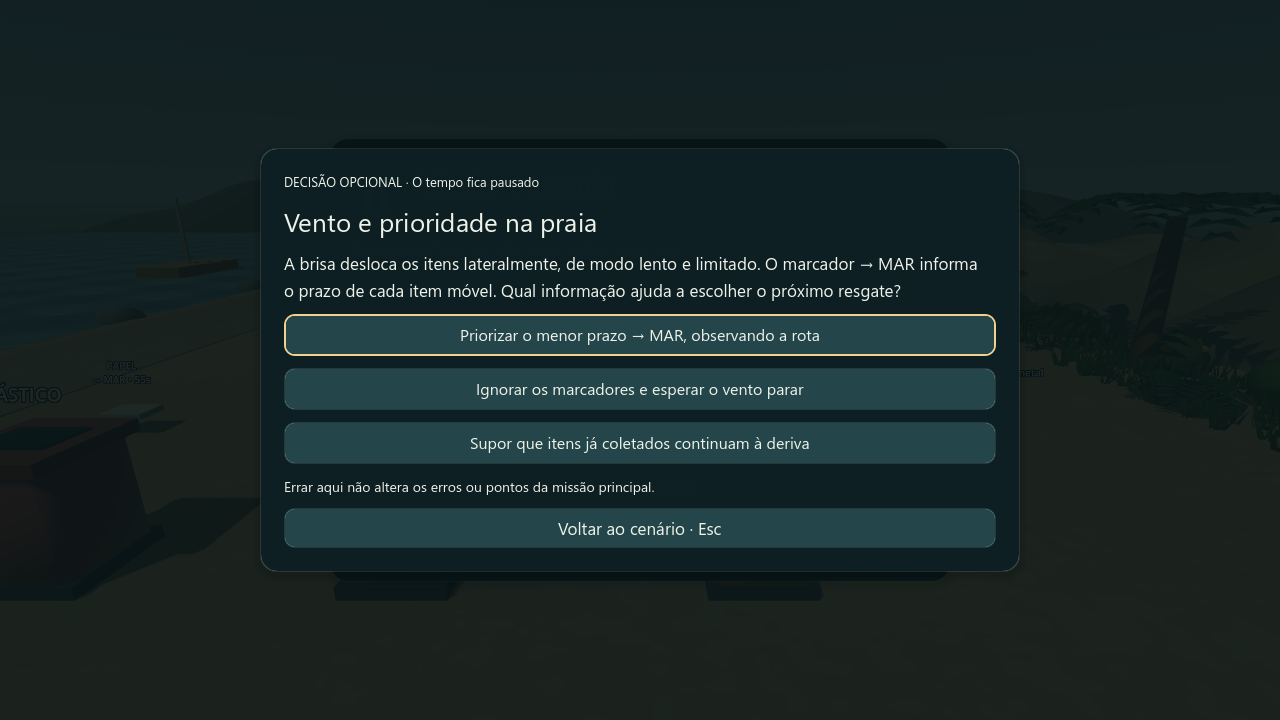 DECISÃO OPCIONAL · O tempo fica pausado
Vento e prioridade na praia
A brisa desloca os itens lateralmente, de modo lento e limitado. O marcador → MAR informa
o prazo de cada item móvel. Qual informação ajuda a escolher o próximo resgate?
Priorizar o menor prazo → MAR, observando a rota
Ignorar os marcadores e esperar o vento parar
PAPEL
→ MAR · 55s
Supor que itens já coletados continuam à deriva
Errar aqui não altera os erros ou pontos da missão principal.
Voltar ao cenário · Esc